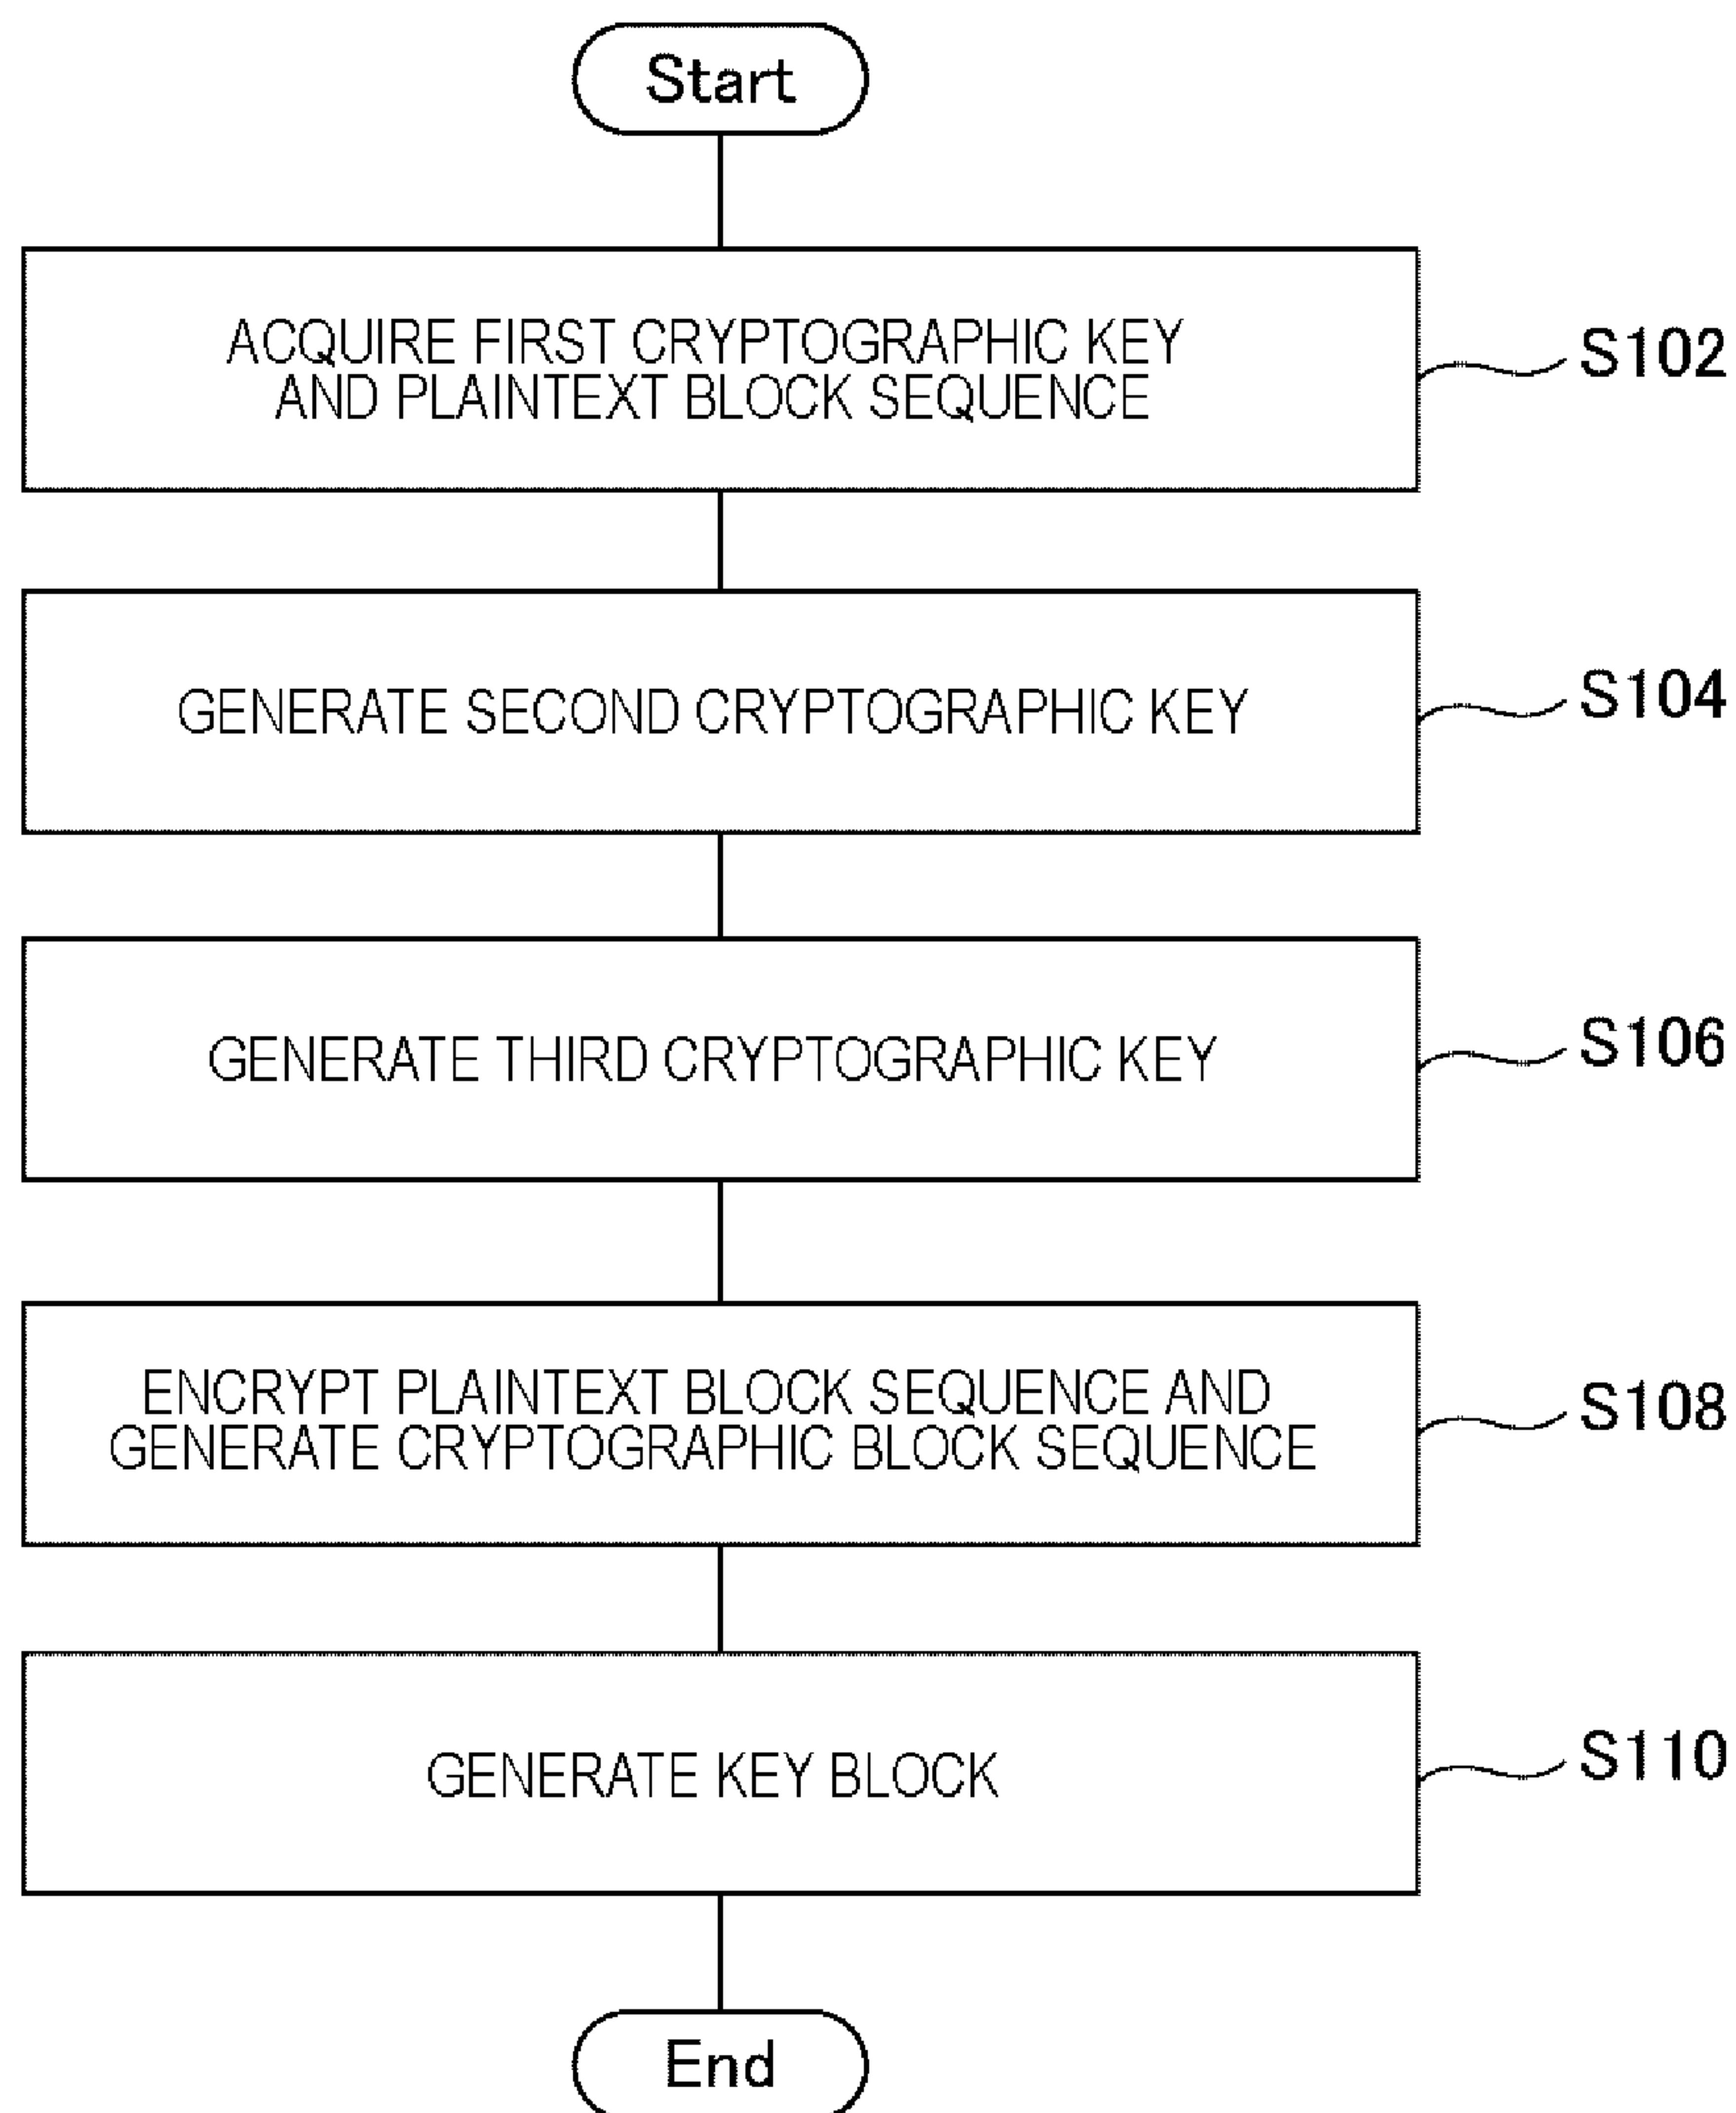 Start
ACQUIRE FIRST CRYPTOGRAPHIC KEY
AND PLAINTEXT BLOCK SEQUENCE
S102
GENERATE SECOND CRYPTOGRAPHIC KEY
S104
GENERATE THIRD CRYPTOGRAPHIC KEY
S106
ENCRYPT PLAINTEXT BLOCK SEQUENCE AND
GENERATE CRYPTOGRAPHIC BLOCK SEQUENCE
S108
GENERATE KEY BLOCK
S110
End